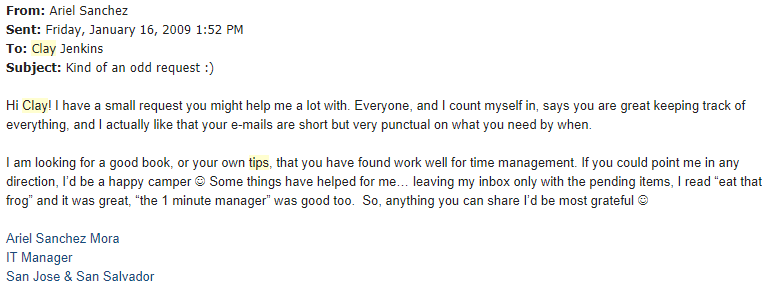 From: Ariel Sanchez
Sent: Friday, January 16, 2009 1:52 PM
To: Clay Jenkins
Subject: Kind of an odd request :)
Hi Clay! I have a small request you might help me a lot with. Everyone, and I count myself in, says you are great keeping track of
everything, and I actually like that your e-mails are short but very punctual on what you need by when.
I am looking for a good book, or your own tips, that you have found work well for time management. If you could point me in any
direction, I’d be a happy camper ☺ Some things have helped for me… leaving my inbox only with the pending items, I read “eat that
frog” and it was great, “the 1 minute manager” was good too.  So, anything you can share I’d be most grateful ☺
Ariel Sanchez Mora
IT Manager
San Jose & San Salvador